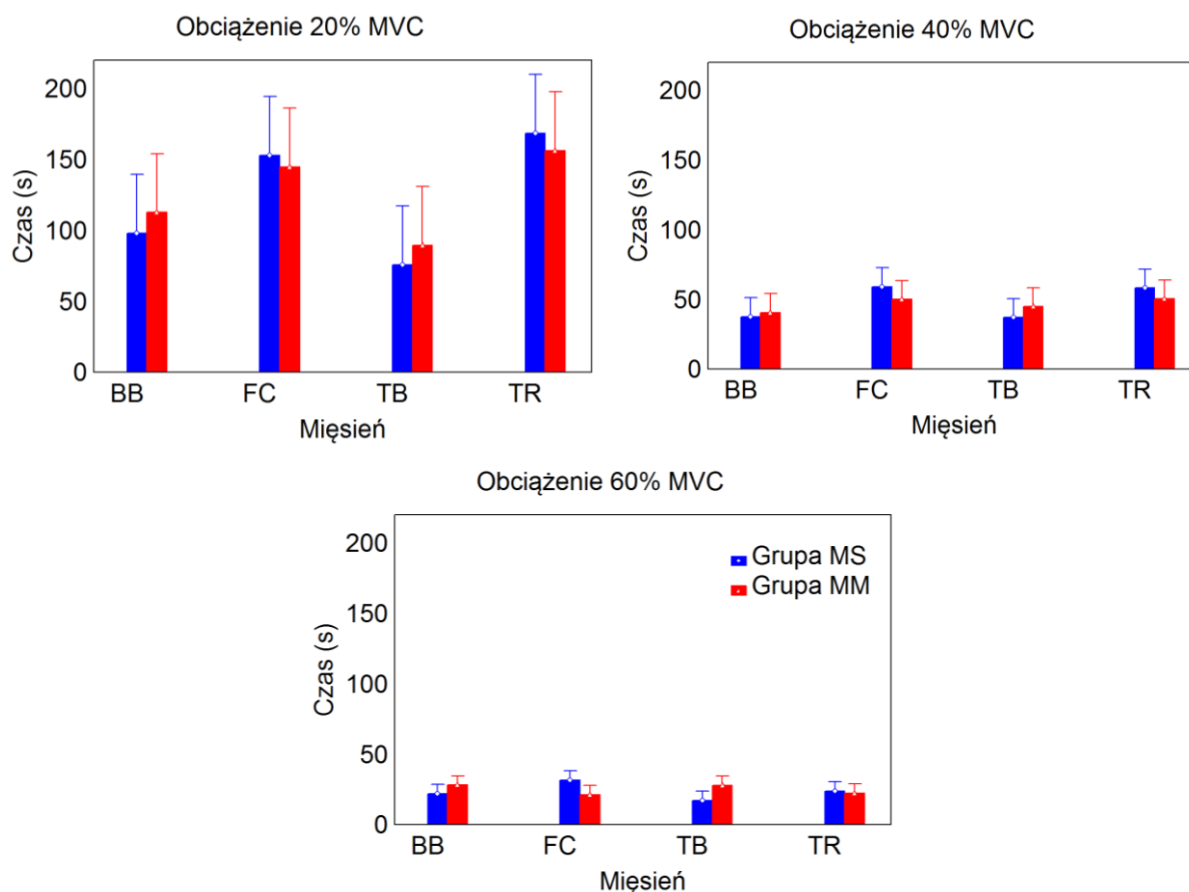 Obciążenie 20% MVC
Czas (s)
200
150
100
50
0
BB FC TB TR
Mięsień
Obciążenie 40% MVC
Czas (s)
200
150
100
50
0
BB FC TB TR
Mięsień
Obciążenie 60% MVC
Czas (s)
200
150
100
50
0
Grupa MS
Grupa MM
BB FC TB TR
Mięsień